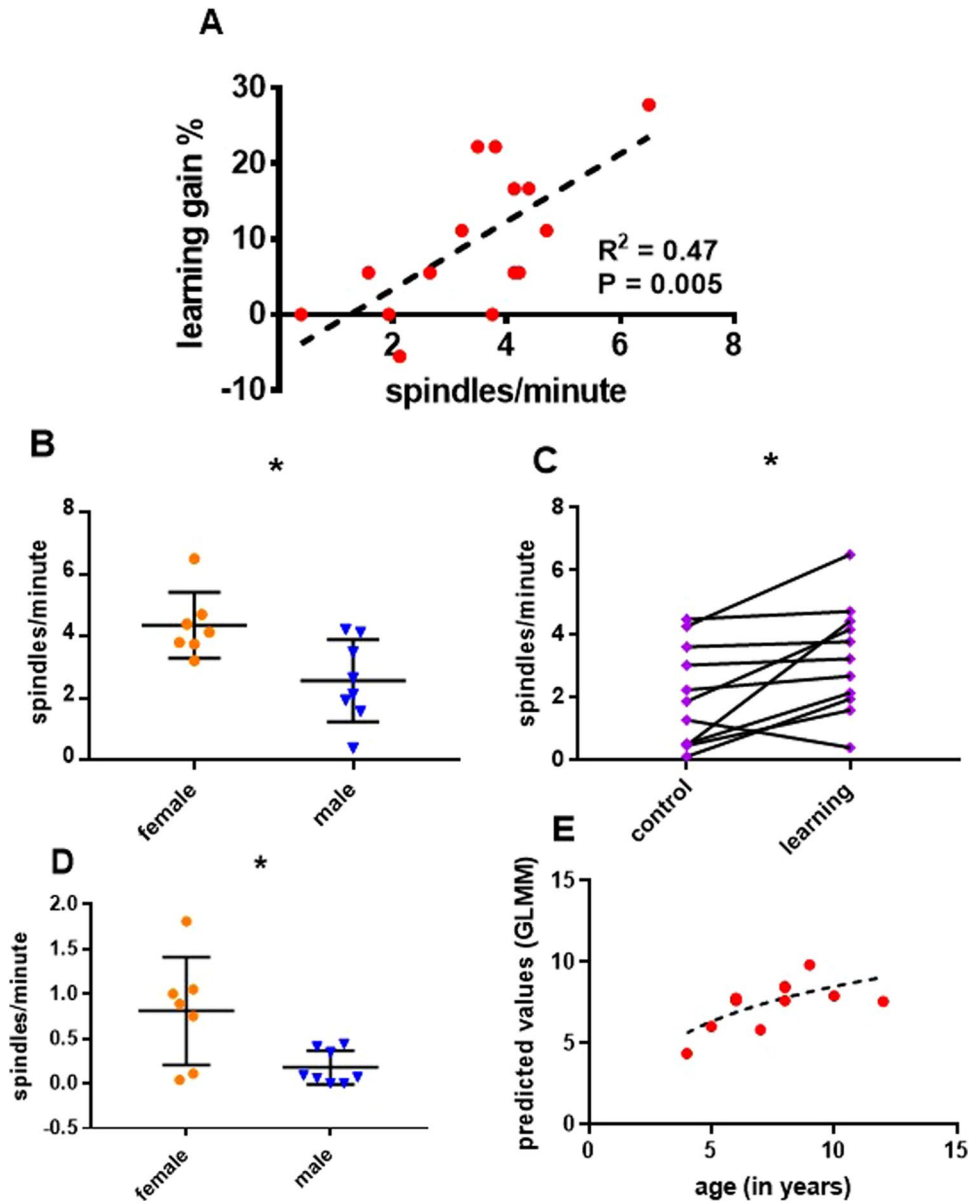 A
30
20
10
0
-10
learning gain %
R² = 0.47
P = 0.005
2
4
6
8
spindles/minute
B
*
8
6
4
2
0
spindles/minute
female
male
C
*
8
6
4
2
0
spindles/minute
control
learning
D
*
2.0
1.5
1.0
0.5
0.0
-0.5
spindles/minute
female
male
E
15
10
5
0
predicted values (GLMM)
0
5
10
15
age (in years)